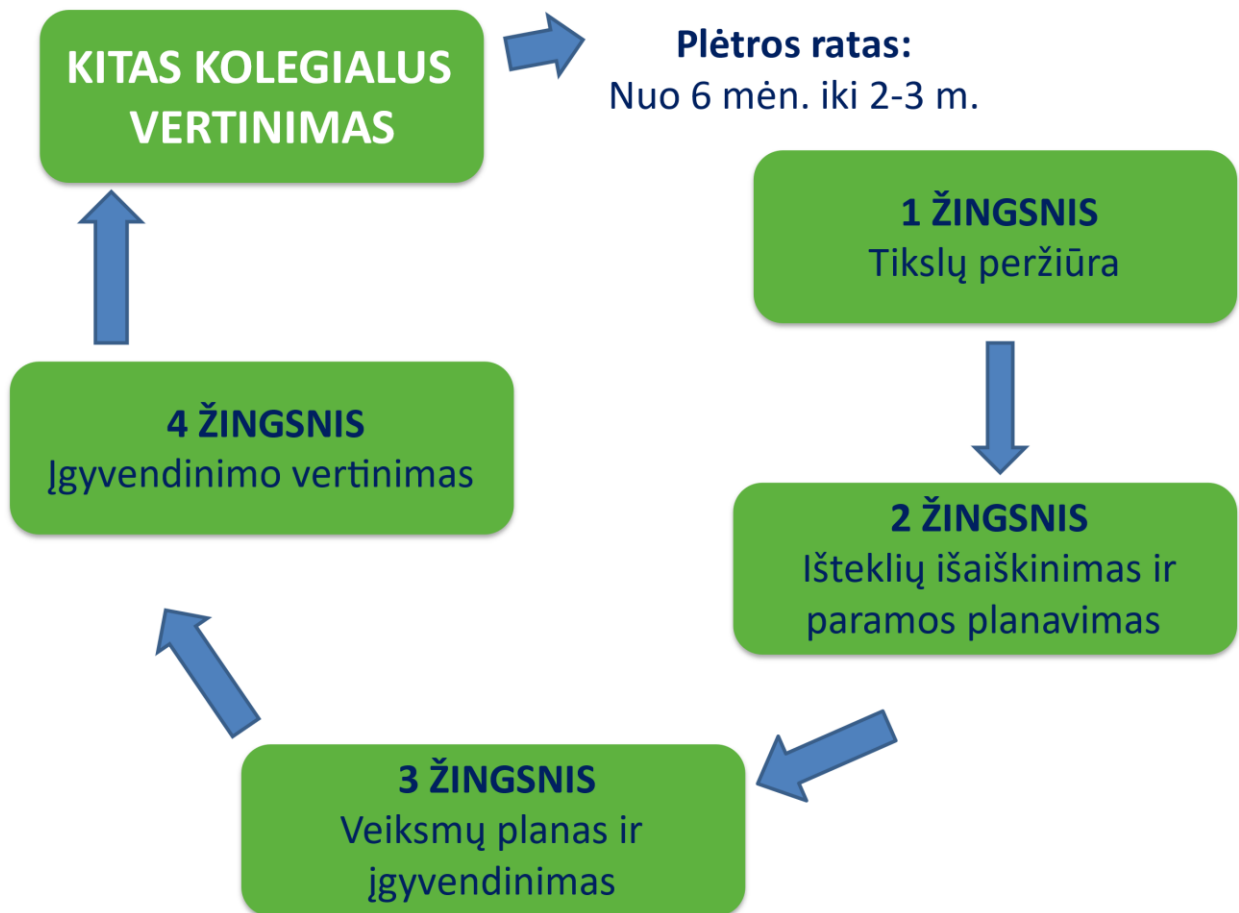 KITAS KOLEGIALUS
VERTINIMAS
Plėtros ratas:
Nuo 6 mėn. iki 2-3 m.
1 ŽINGSNIS
Tikslų peržiūra
2 ŽINGSNIS
Išteklių išaiškinimas ir
paramos planavimas
3 ŽINGSNIS
Veiksmų planas ir
įgyvendinimas
4 ŽINGSNIS
Įgyvendinimo vertinimas